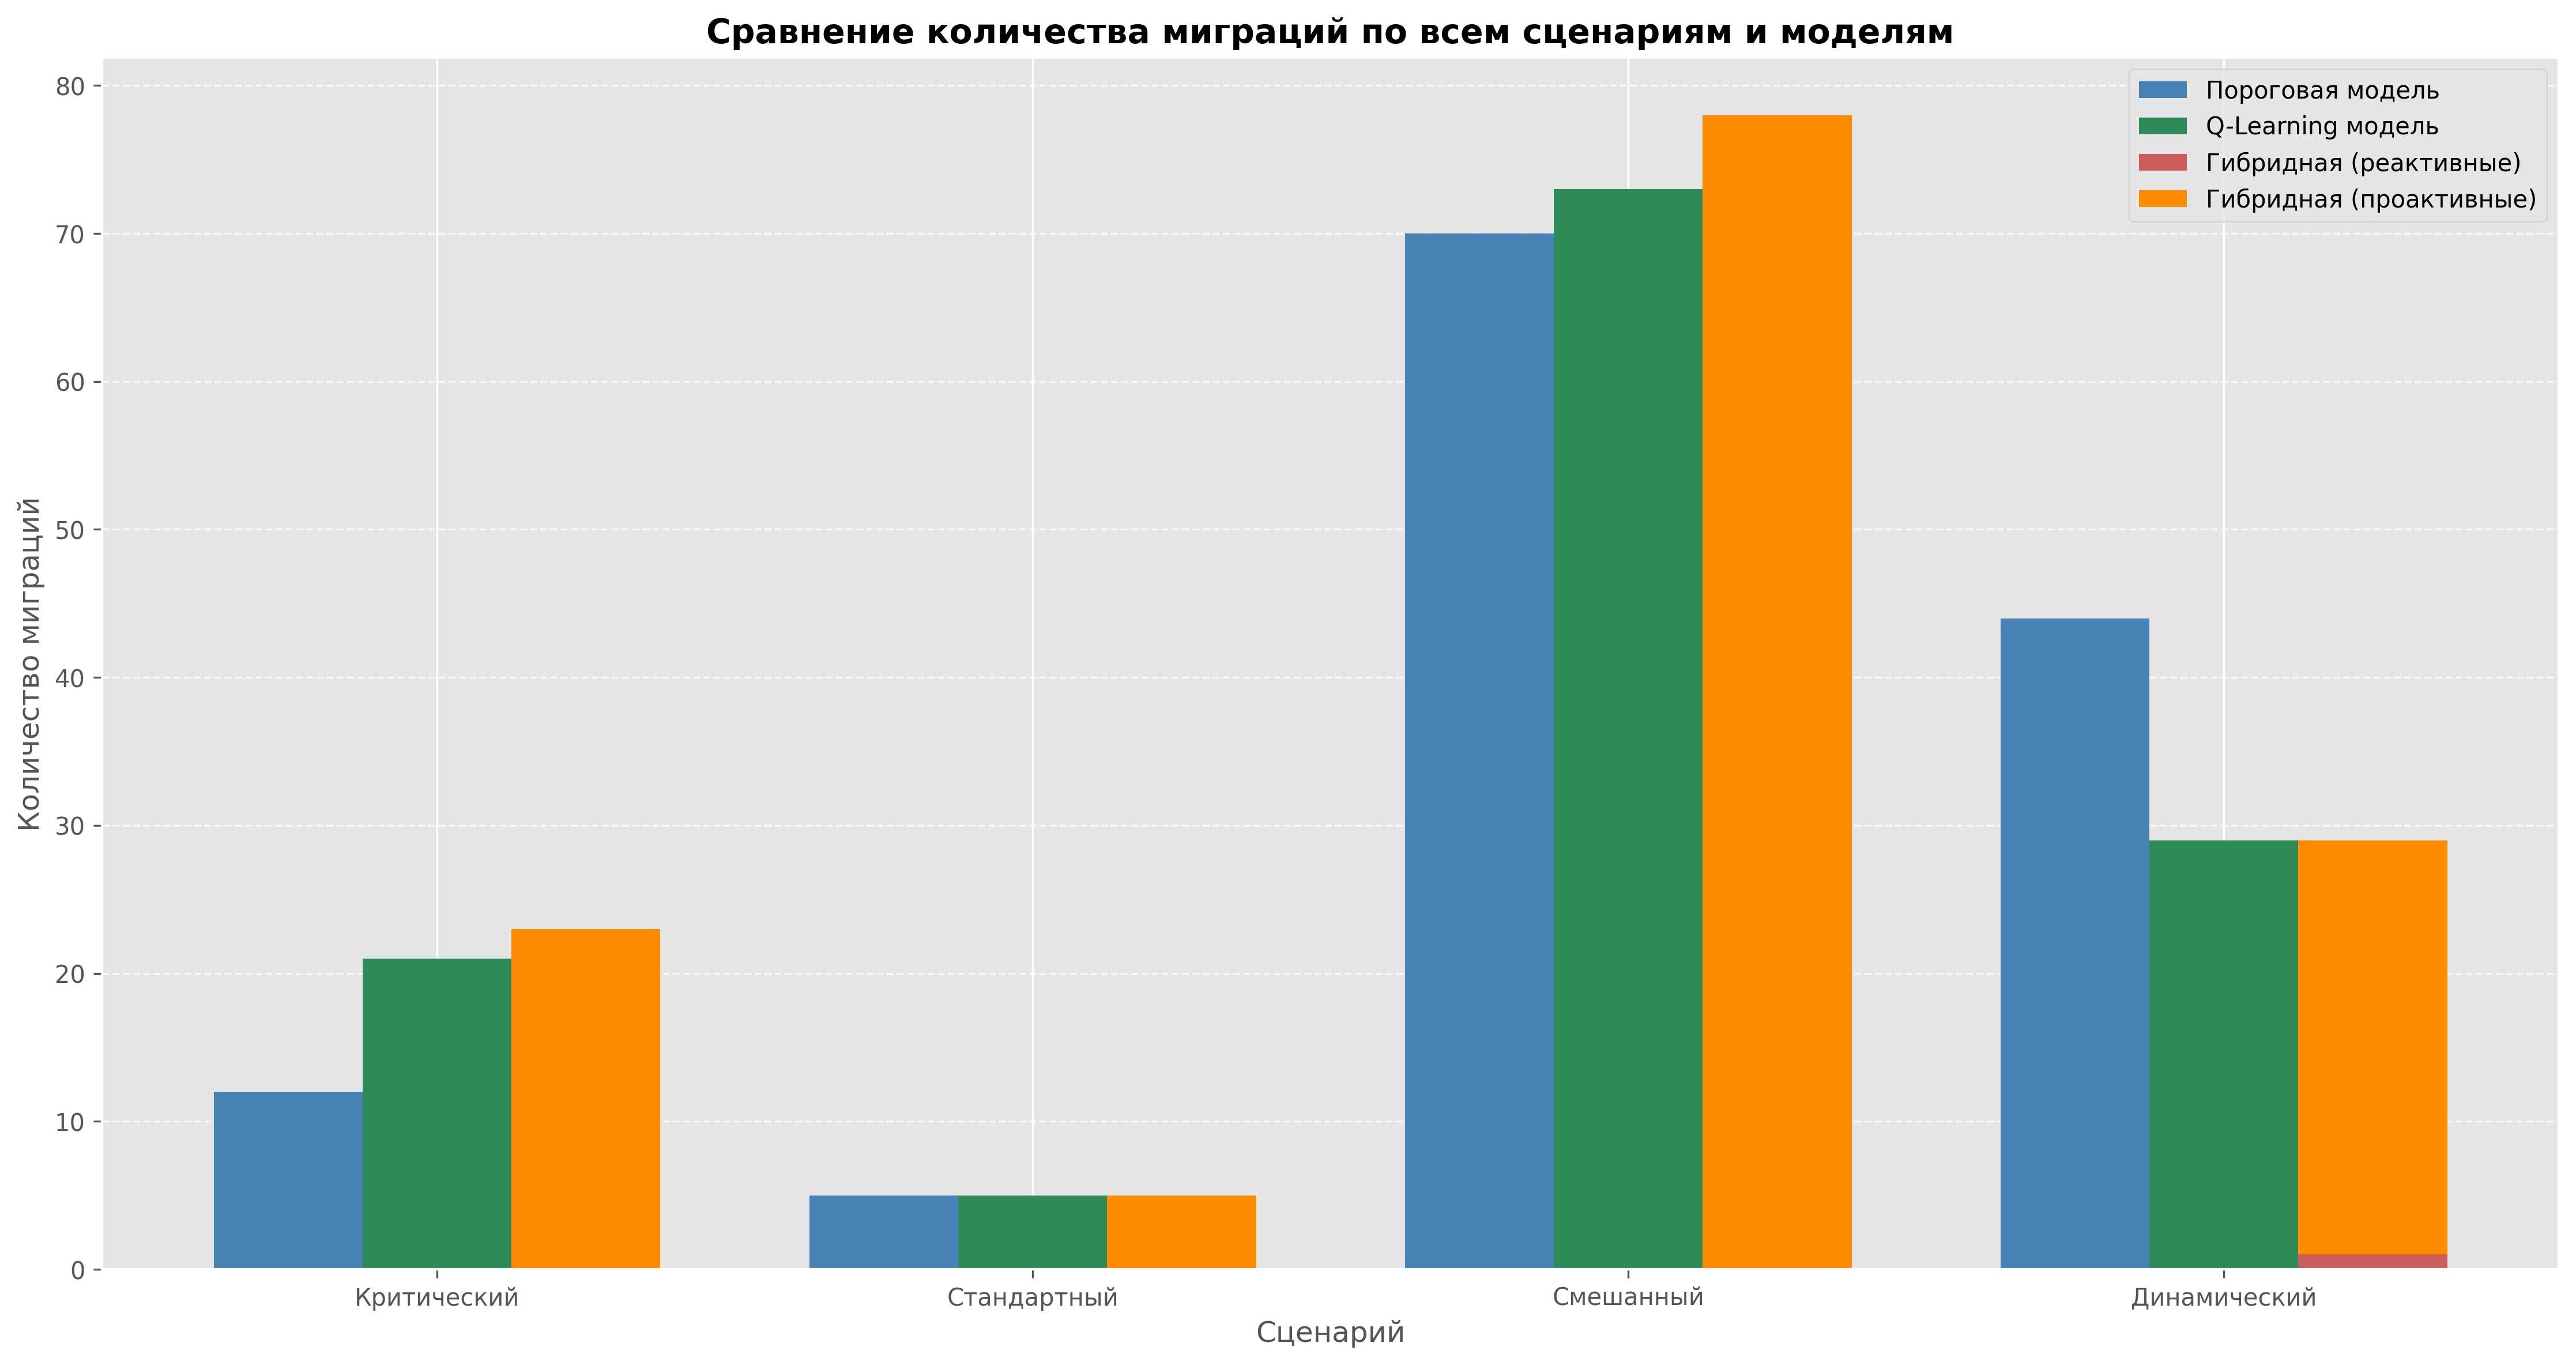 Сравнение количества миграций по всем сценариям и моделям
Пороговая модель
Q-Learning модель
Гибридная (реактивные)
Гибридная (проактивные)
Количество миграций
80
70
60
50
40
30
20
10
0
Критический
Стандартный
Смешанный
Динамический
Сценарий